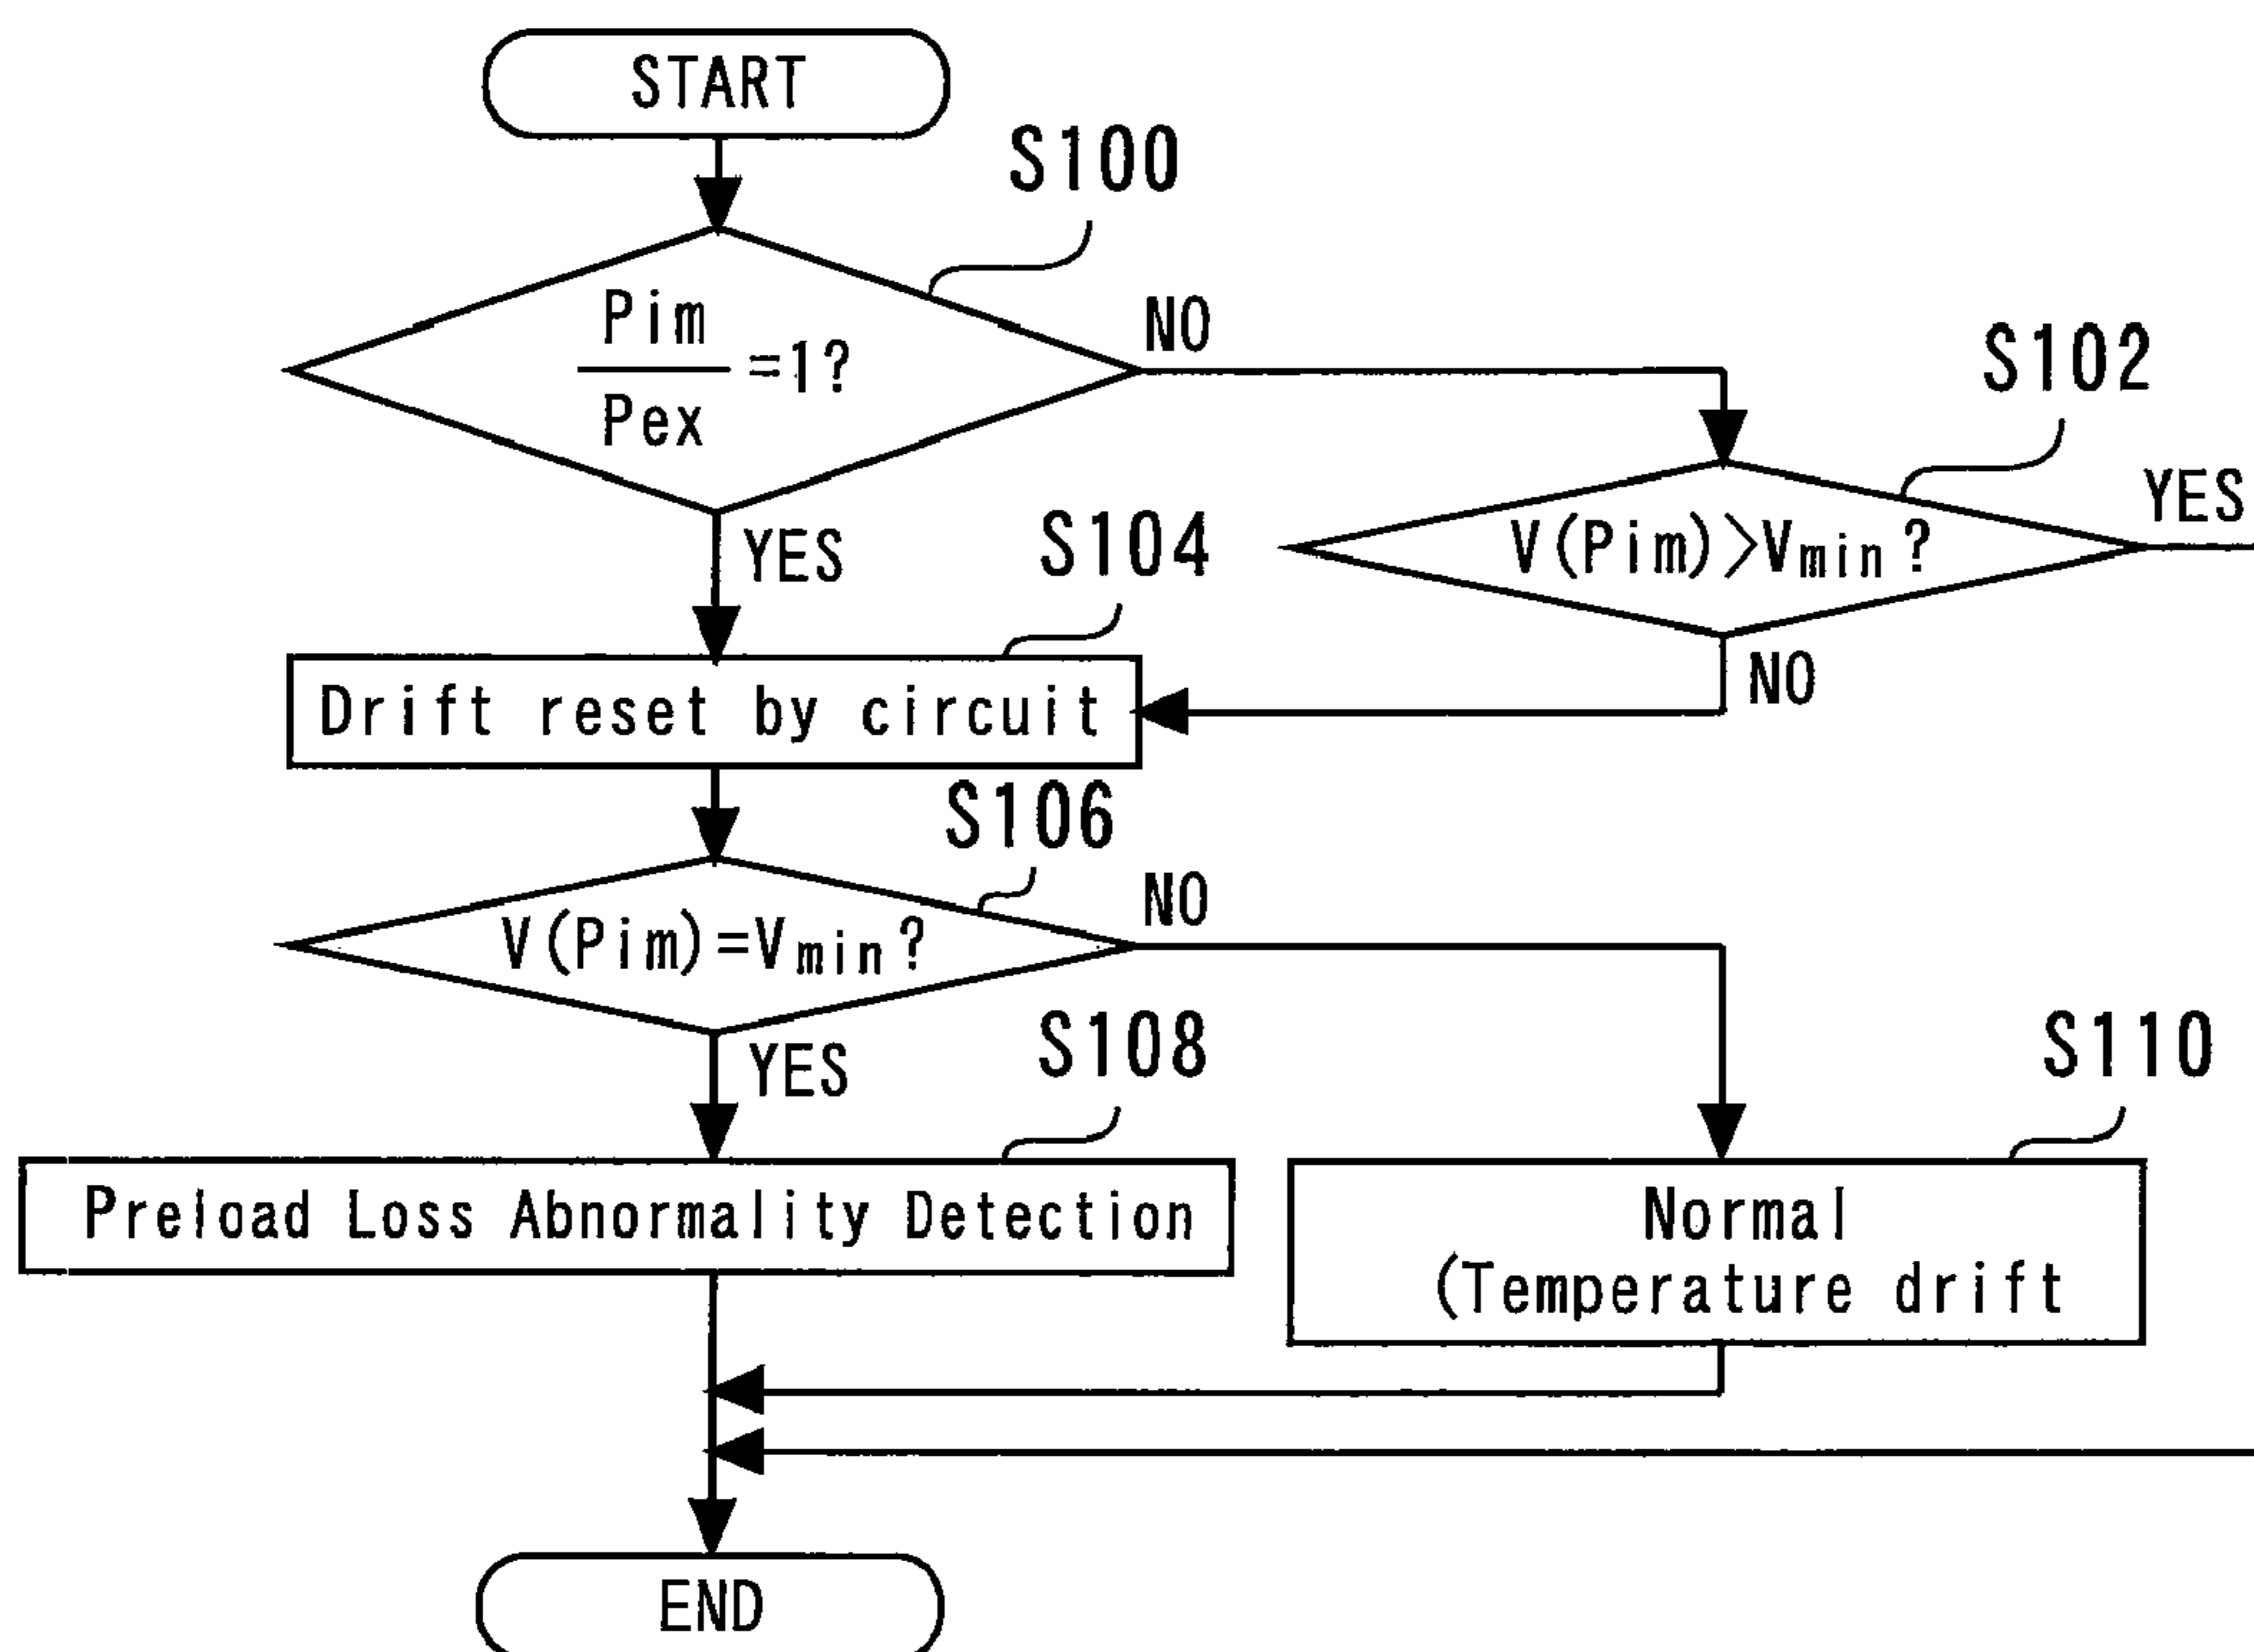 START
S100
Pim
Pex
=1?
NO
S102
V(Pim)>Vmin?
YES
YES
S104
NO
Drift reset by circuit
S106
V(Pim)=Vmin?
NO
YES
S108
S110
Preload Loss Abnormality Detection
Normal
(Temperature drift
END